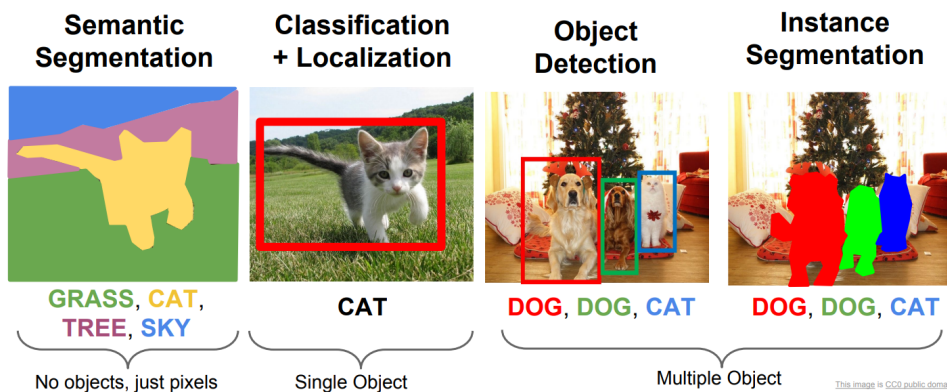 Semantic
Segmentation
Classification
+ Localization
Object
Detection
Instance
Segmentation
GRASS, CAT,
TREE, SKY
CAT
DOG, DOG, CAT
DOG, DOG, CAT
No objects, just pixels
Single Object
Multiple Object
This image is CC0 public doma